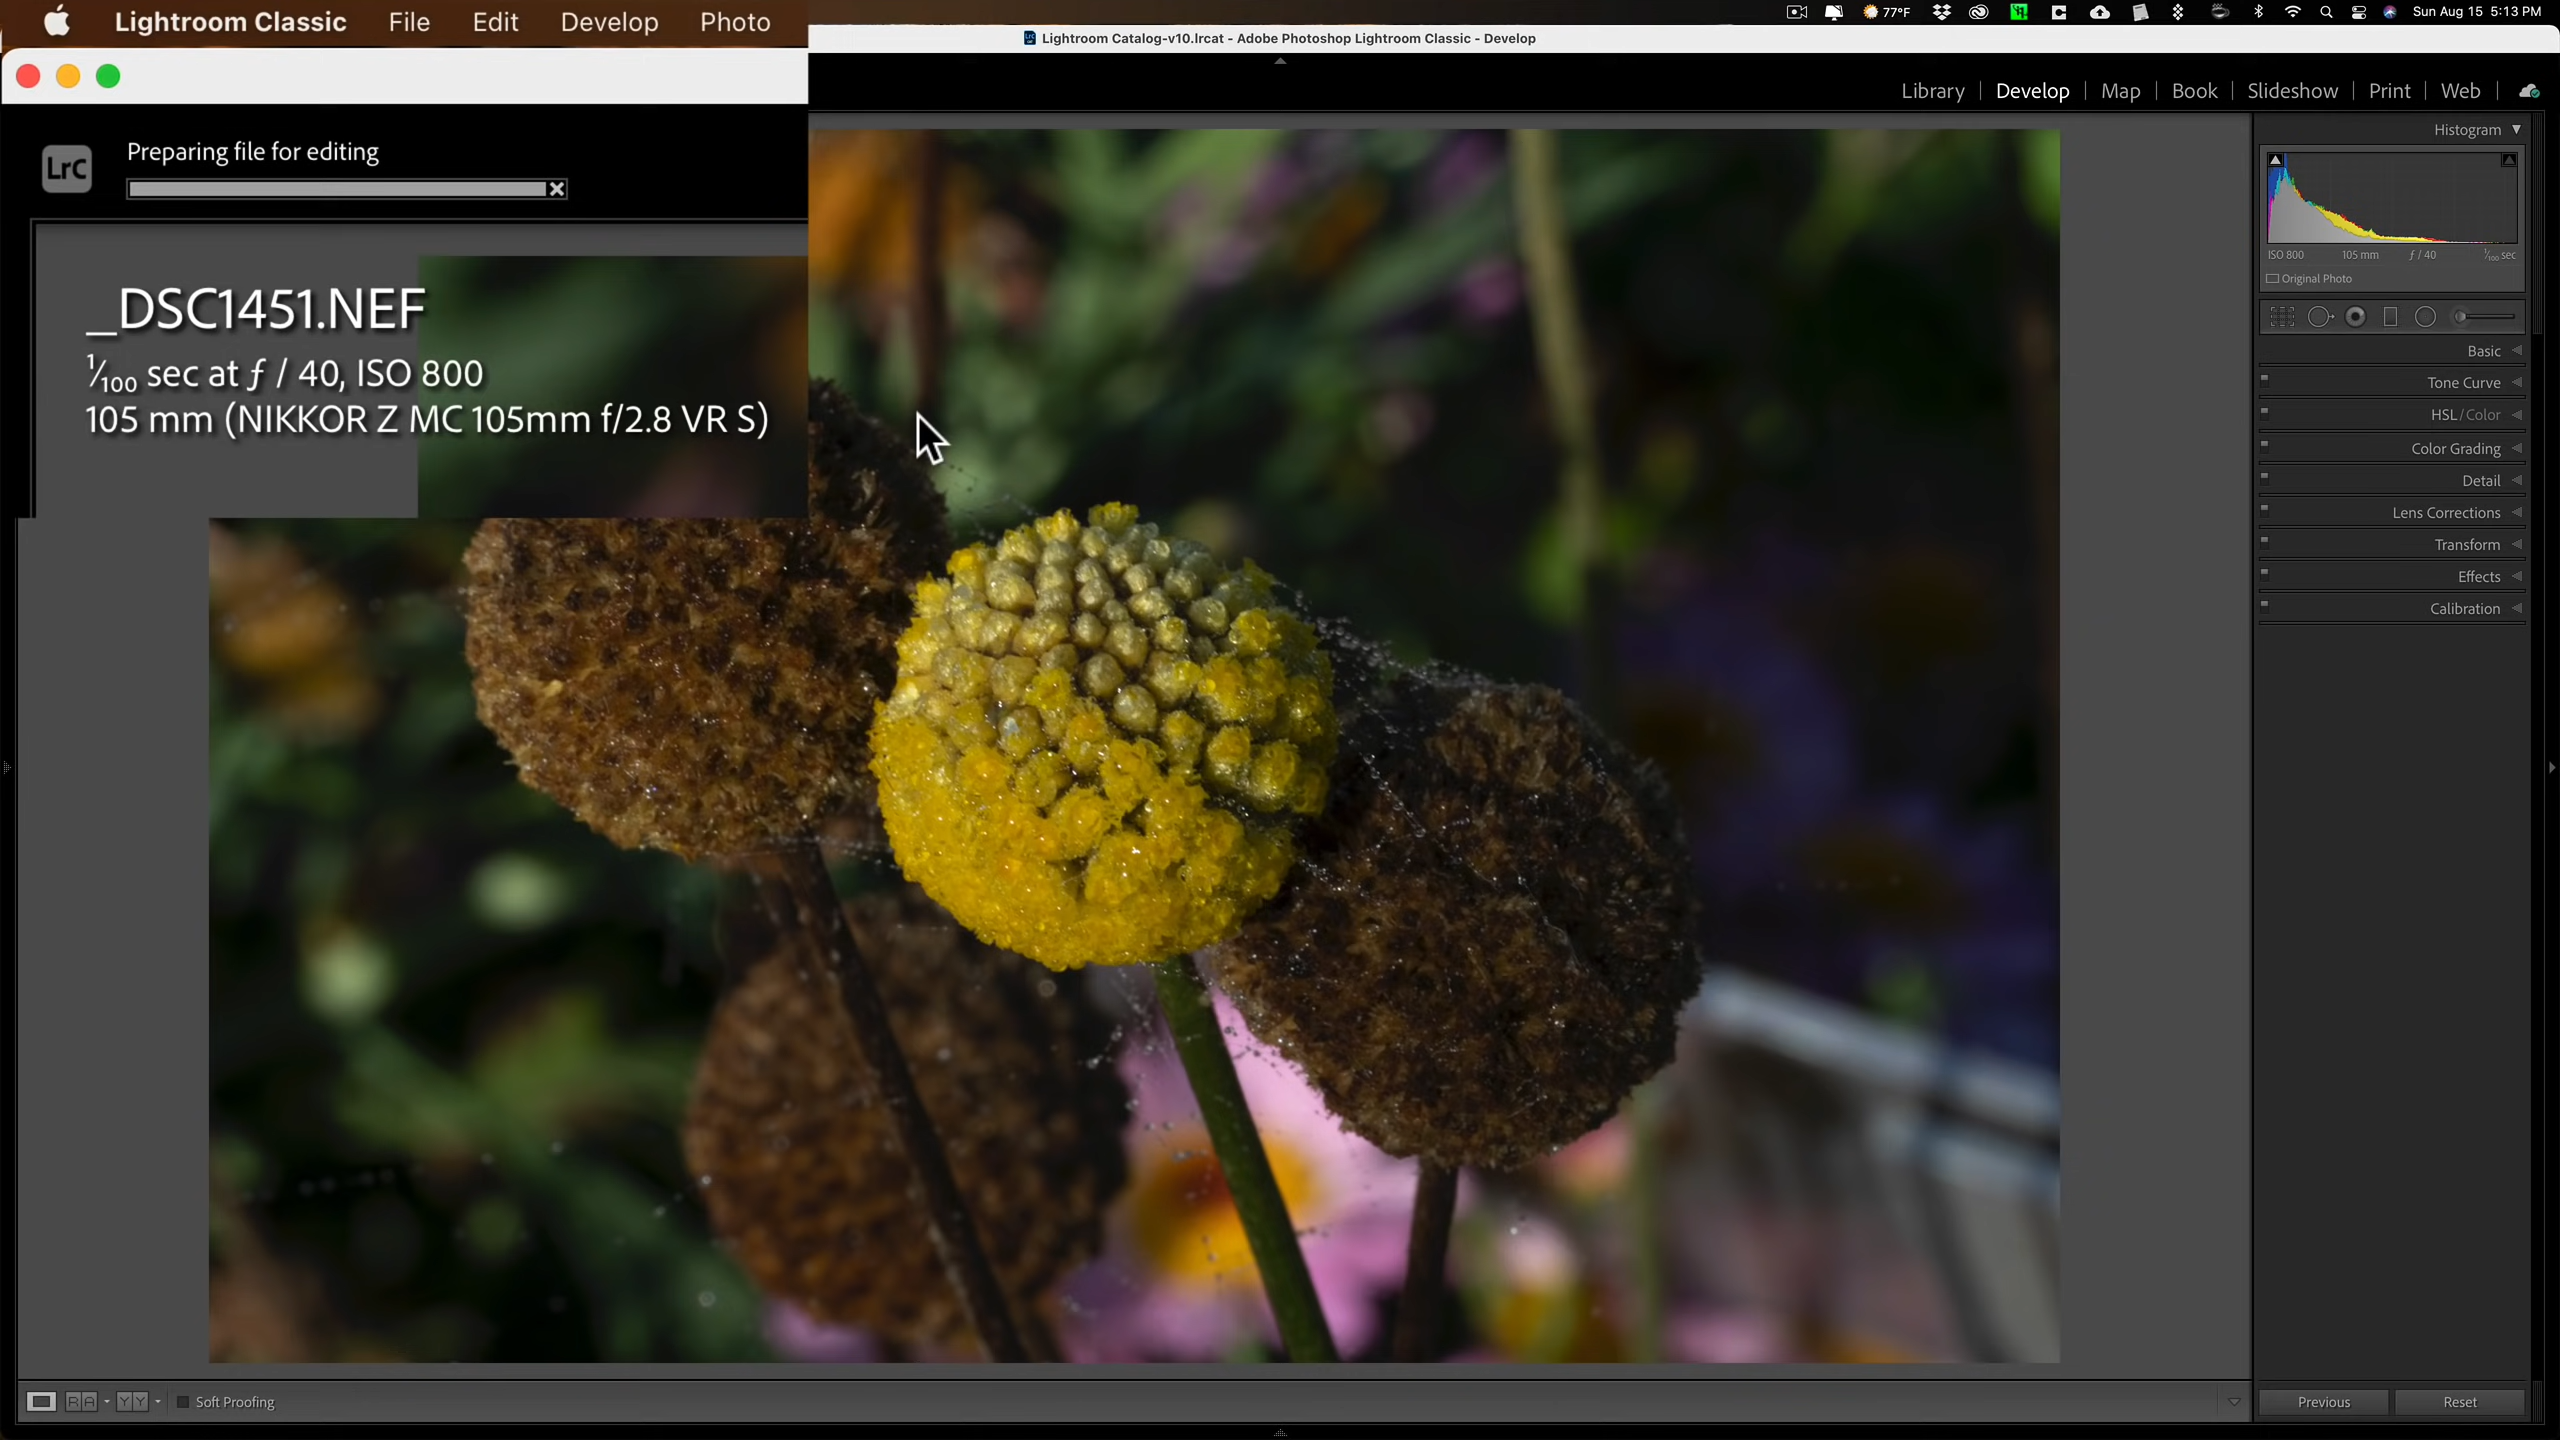 Lightroom Classic File Edit Develop Photo
77°F Sun Aug 15 5:13 PM
Lightroom Catalog-v10.lrcat - Adobe Photoshop Lightroom Classic - Develop
Library | Develop | Map | Book | Slideshow | Print | Web |
LrC
Preparing file for editing
_DSC1451.NEF
1/100 sec at ƒ / 40, ISO 800
105 mm (NIKKOR Z MC 105mm f/2.8 VR S)
Histogram
ISO 800 105 mm ƒ / 40 1/100 sec
Original Photo
Basic
Tone Curve
HSL / Color
Color Grading
Detail
Lens Corrections
Transform
Effects
Calibration
R A Y Y Soft Proofing
Previous Reset